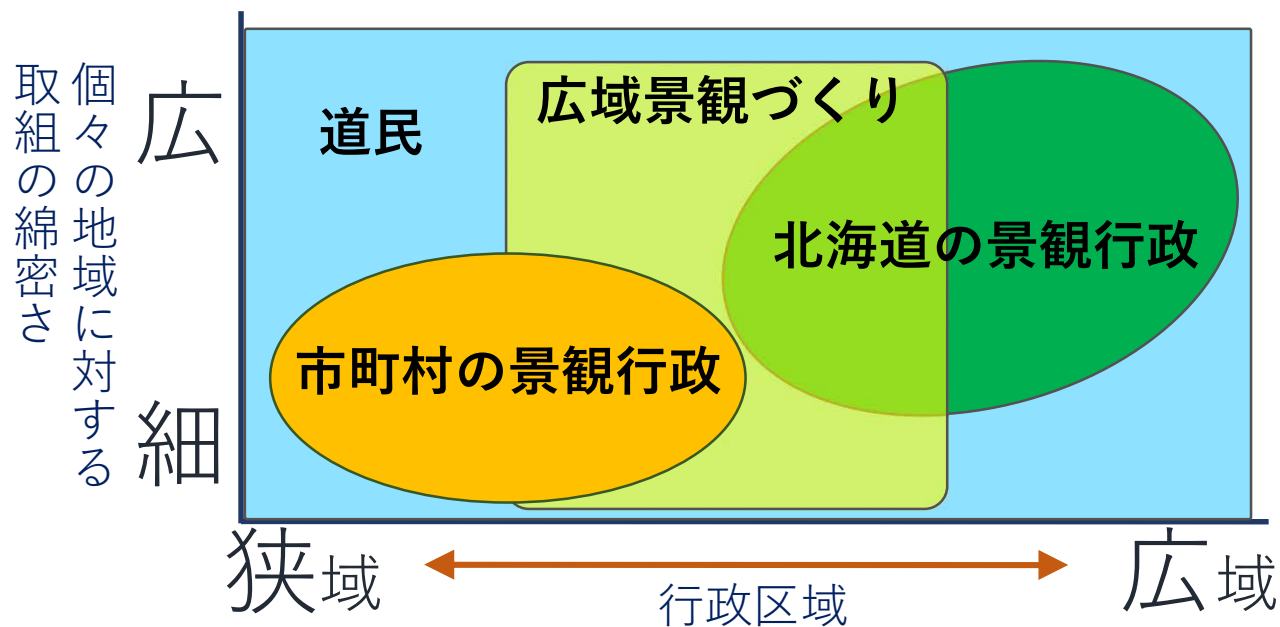 個々の地域に対する
取組の綿密さ
広
細
道民
広域景観づくり
北海道の景観行政
市町村の景観行政
狭域
行政区域
広域